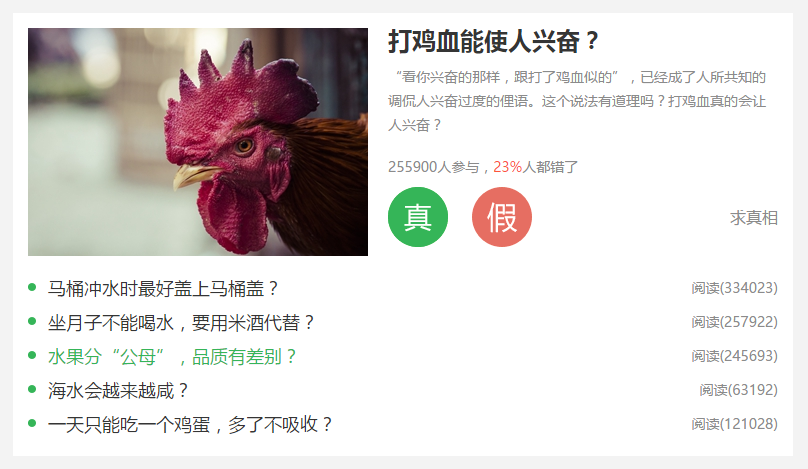 打鸡血能使人兴奋？
“看你兴奋的那样，跟打了鸡血似的”，已经成了人所共知的
调侃人兴奋过度的俚语。这个说法有道理吗？打鸡血真的会让
人兴奋？
255900人参与，23%人都错了
真 假 求真相
马桶冲水时最好盖上马桶盖？ 阅读(334023)
坐月子不能喝水，要用米酒代替？ 阅读(257922)
水果分“公母”，品质有差别？ 阅读(245693)
海水会越来越咸？ 阅读(63192)
一天只能吃一个鸡蛋，多了不吸收？ 阅读(121028)